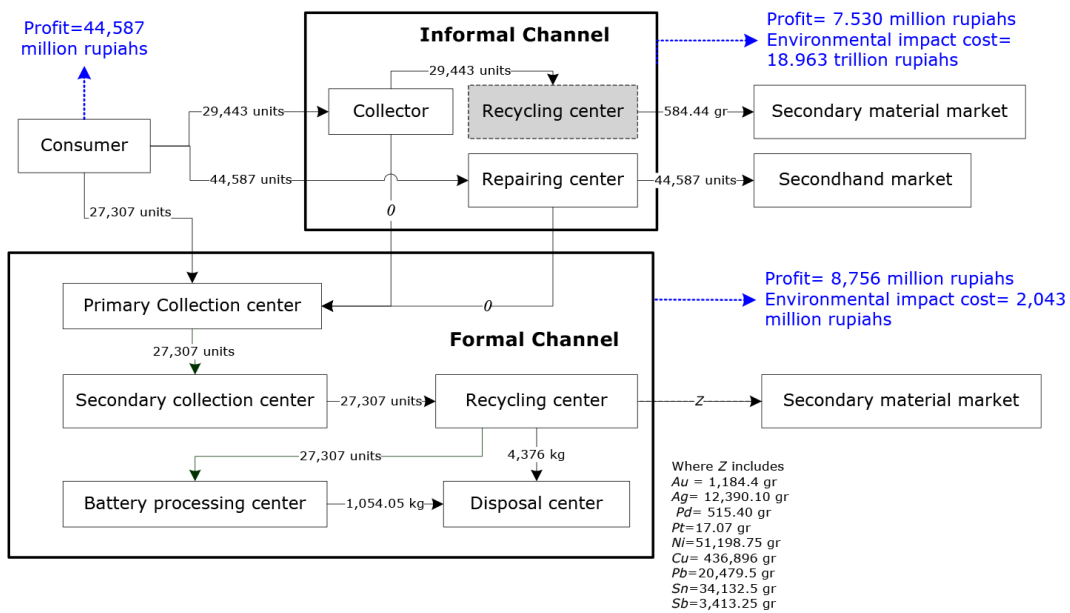 Profit=44,587
million rupiahs
Informal Channel
Profit= 7.530 million rupiahs
Environmental impact cost=
18.963 trillion rupiahs
29,443 units
29,443 units
Collector
Recycling center
584.44 gr
Secondary material market
Consumer
44,587 units
Repairing center
44,587 units
Secondhand market
27,307 units
0
Primary Collection center
0
Profit= 8,756 million rupiahs
Environmental impact cost= 2,043
million rupiahs
Formal Channel
27,307 units
Secondary collection center
27,307 units
Recycling center
Z
Secondary material market
27,307 units
4,376 kg
Battery processing center
1,054.05 kg
Disposal center
Where Z includes
Au = 1,184.4 gr
Ag= 12,390.10 gr
Pd = 515.40 gr
Pt=17.07 gr
Ni=51,198.75 gr
Cu= 436,896 gr
Pb=20,479.5 gr
Sn=34,132.5 gr
Sb=3,413.25 gr